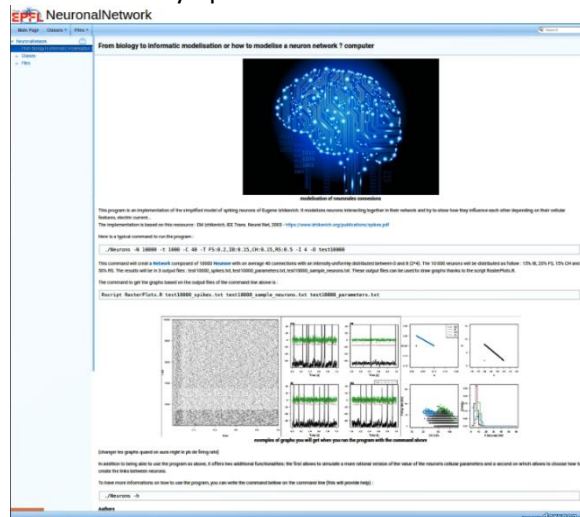 EPFL NeuronalNetwork
Main Page Classes Files Search
NeuronalNetwork
From biology to informatic modelisation
Classes
Files
From biology to informatic modelisation or how to modelise a neuron network ? computer
modelisation of neuronales connexions
This program is an implementation of the simplified model of spiking neurons of Eugene Izhikevich. It modelises neurons interacting together in their network and try to show how they influence each other depending on their cellular
features, electric current..
The implementation is based on this ressource : EM Izhikevich, IEE Trans. Neural Net, 2003 - https://www.izhikevich.org/publications/spikes.pdf
Here is a typical command to run the program :
./Neurons -N 10000 -t 1000 -C 40 -T FS:0.2,IB:0.15,CH:0.15,RS:0.5 -I 4 -O test10000
This command will creat a Network composed of 10000 Neurons with on average 40 connections with an intensity uniformly distributed between 0 and 8 (2*4). The 10 000 neurons will be distributed as follow : 15% IB, 20% FS, 15% CH and
50% RS. The results will be in 3 output files : test10000_spikes.txt, test10000_parameters.txt, test10000_sample_neurons.txt. These output files can be used to draw graphs thanks to the script RasterPlots.R.
The command to get the graphs based on the output files of the command line above is :
Rscript RasterPlots.R test10000_spikes.txt test10000_sample_neurons.txt test10000_parameters.txt
exemples of graphs you will get when you run the program with the command above
In addition to being able to use the program as above, it offers two additional functionnalities; the first allows to simulate a more rational version of the value of the neuron's cellular parameters and a second on which allows to choose how to
create the links between neurons.
To have more informations on how to use the program, you can write the command below on the command line (this will provide help) :
./Neurons -h
Authors